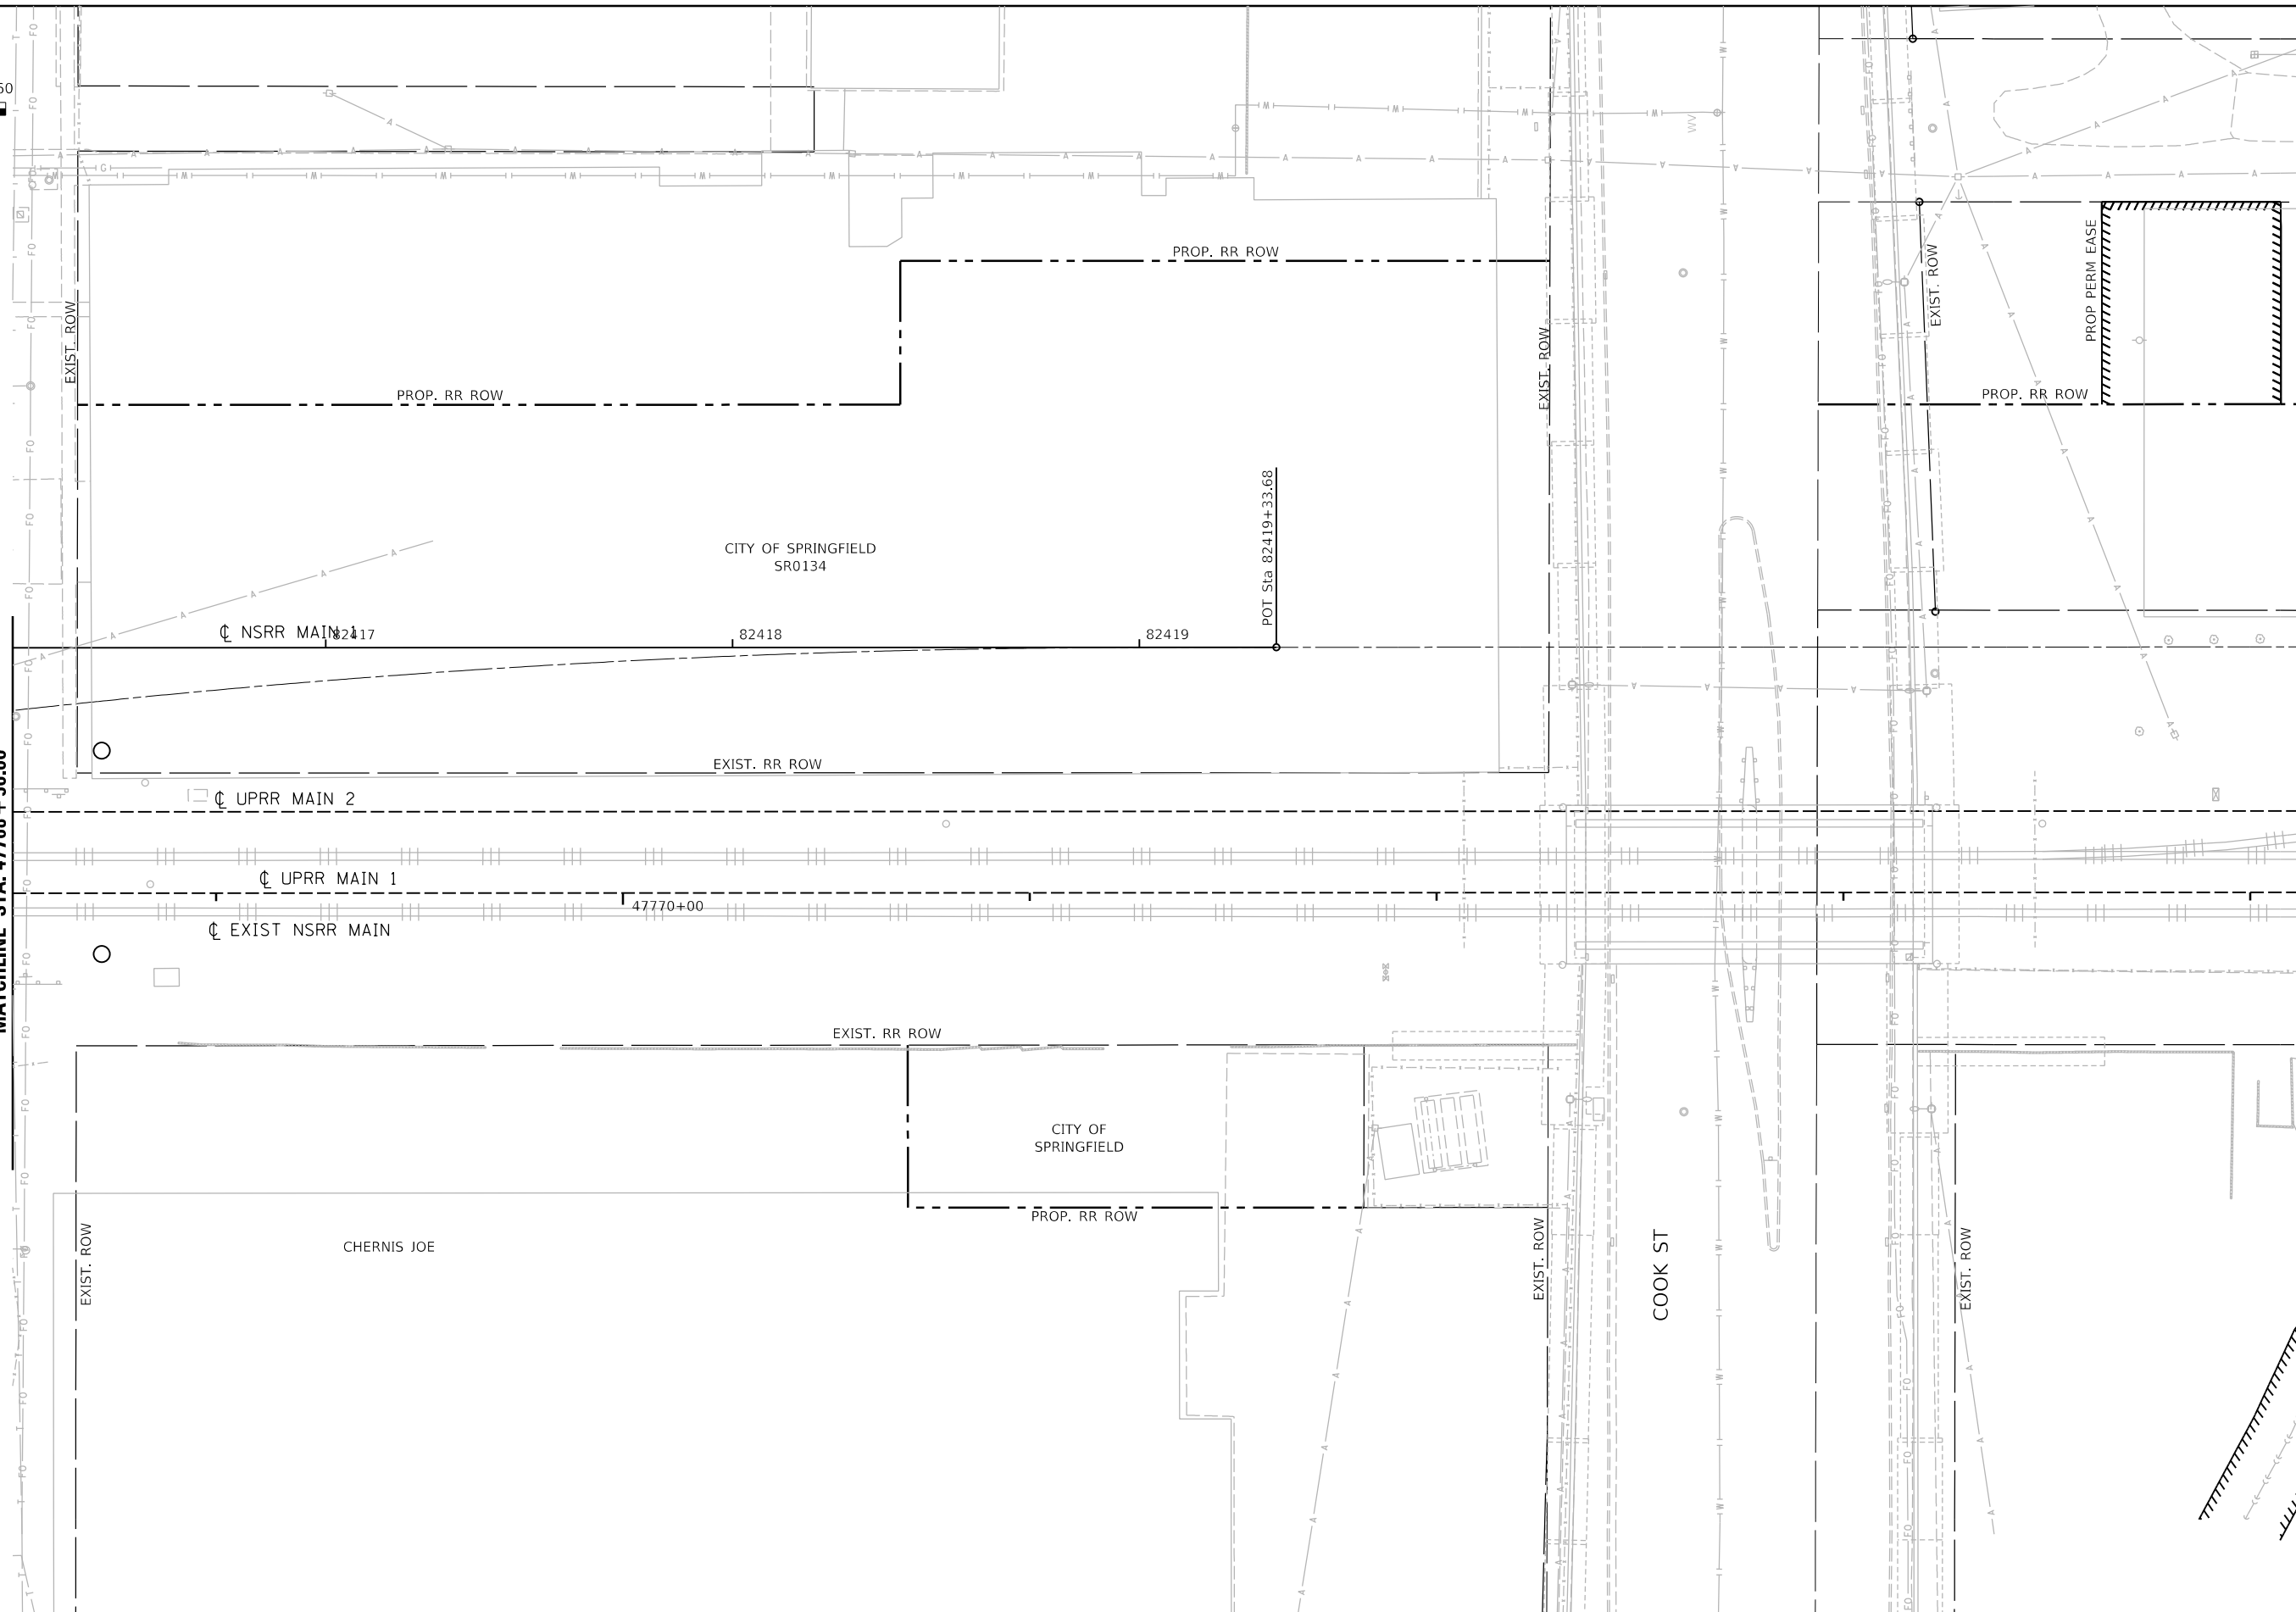 PROP. RR ROW
EXIST. ROW
PROP. RR ROW
EXIST. ROW
EXIST. ROW
PROP PERM EASE
PROP. RR ROW
WV
POT Sta 82419+33.68
CITY OF SPRINGFIELD
SR0134
℄ NSRR MAIN 1
82417
82418
82419
EXIST. RR ROW
℄ UPRR MAIN 2
℄ UPRR MAIN 1
47770+00
℄ EXIST NSRR MAIN
EXIST. RR ROW
CITY OF
SPRINGFIELD
PROP. RR ROW
CHERNIS JOE
EXIST. ROW
EXIST. ROW
COOK ST
EXIST. ROW